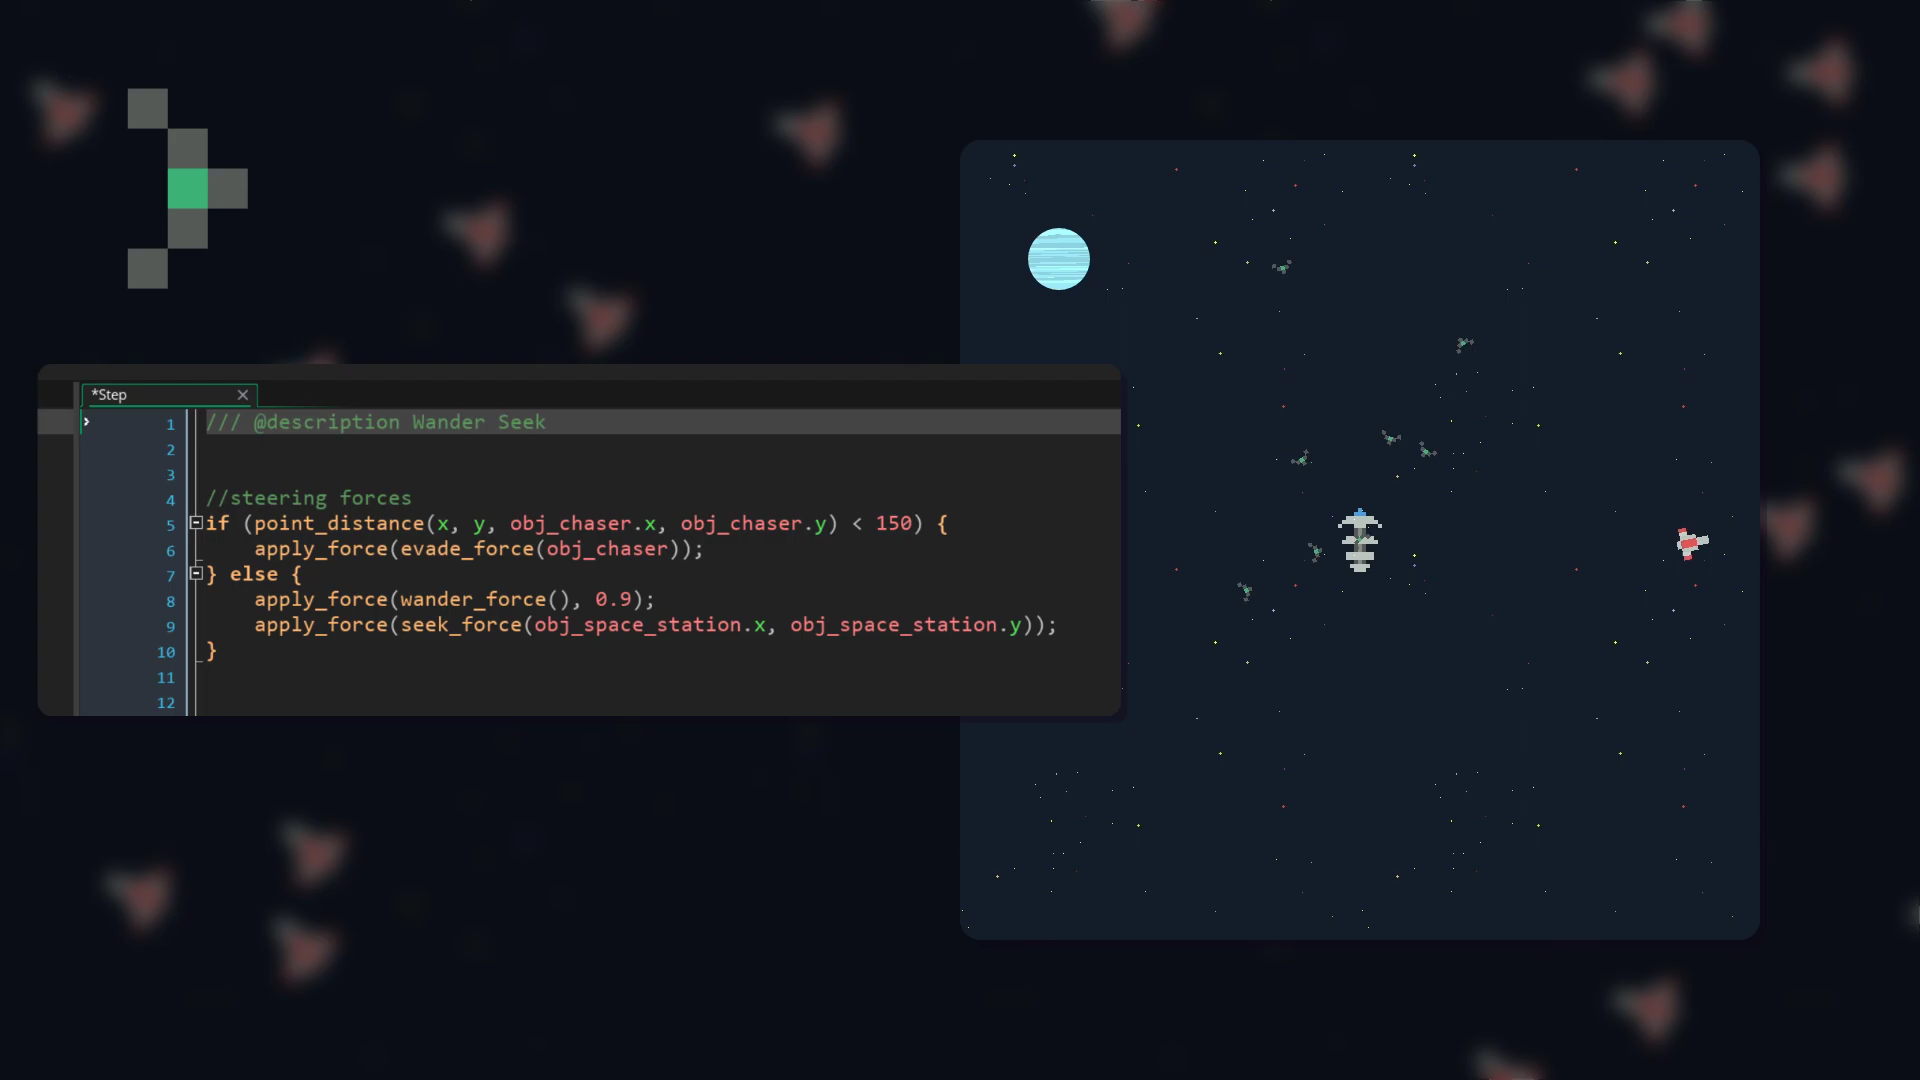 *Step
1 /// @description Wander Seek
2
3
4 //steering forces
5 if (point_distance(x, y, obj_chaser.x, obj_chaser.y) < 150) {
6 apply_force(evade_force(obj_chaser));
7 } else {
8 apply_force(wander_force(), 0.9);
9 apply_force(seek_force(obj_space_station.x, obj_space_station.y));
10 }
11
12